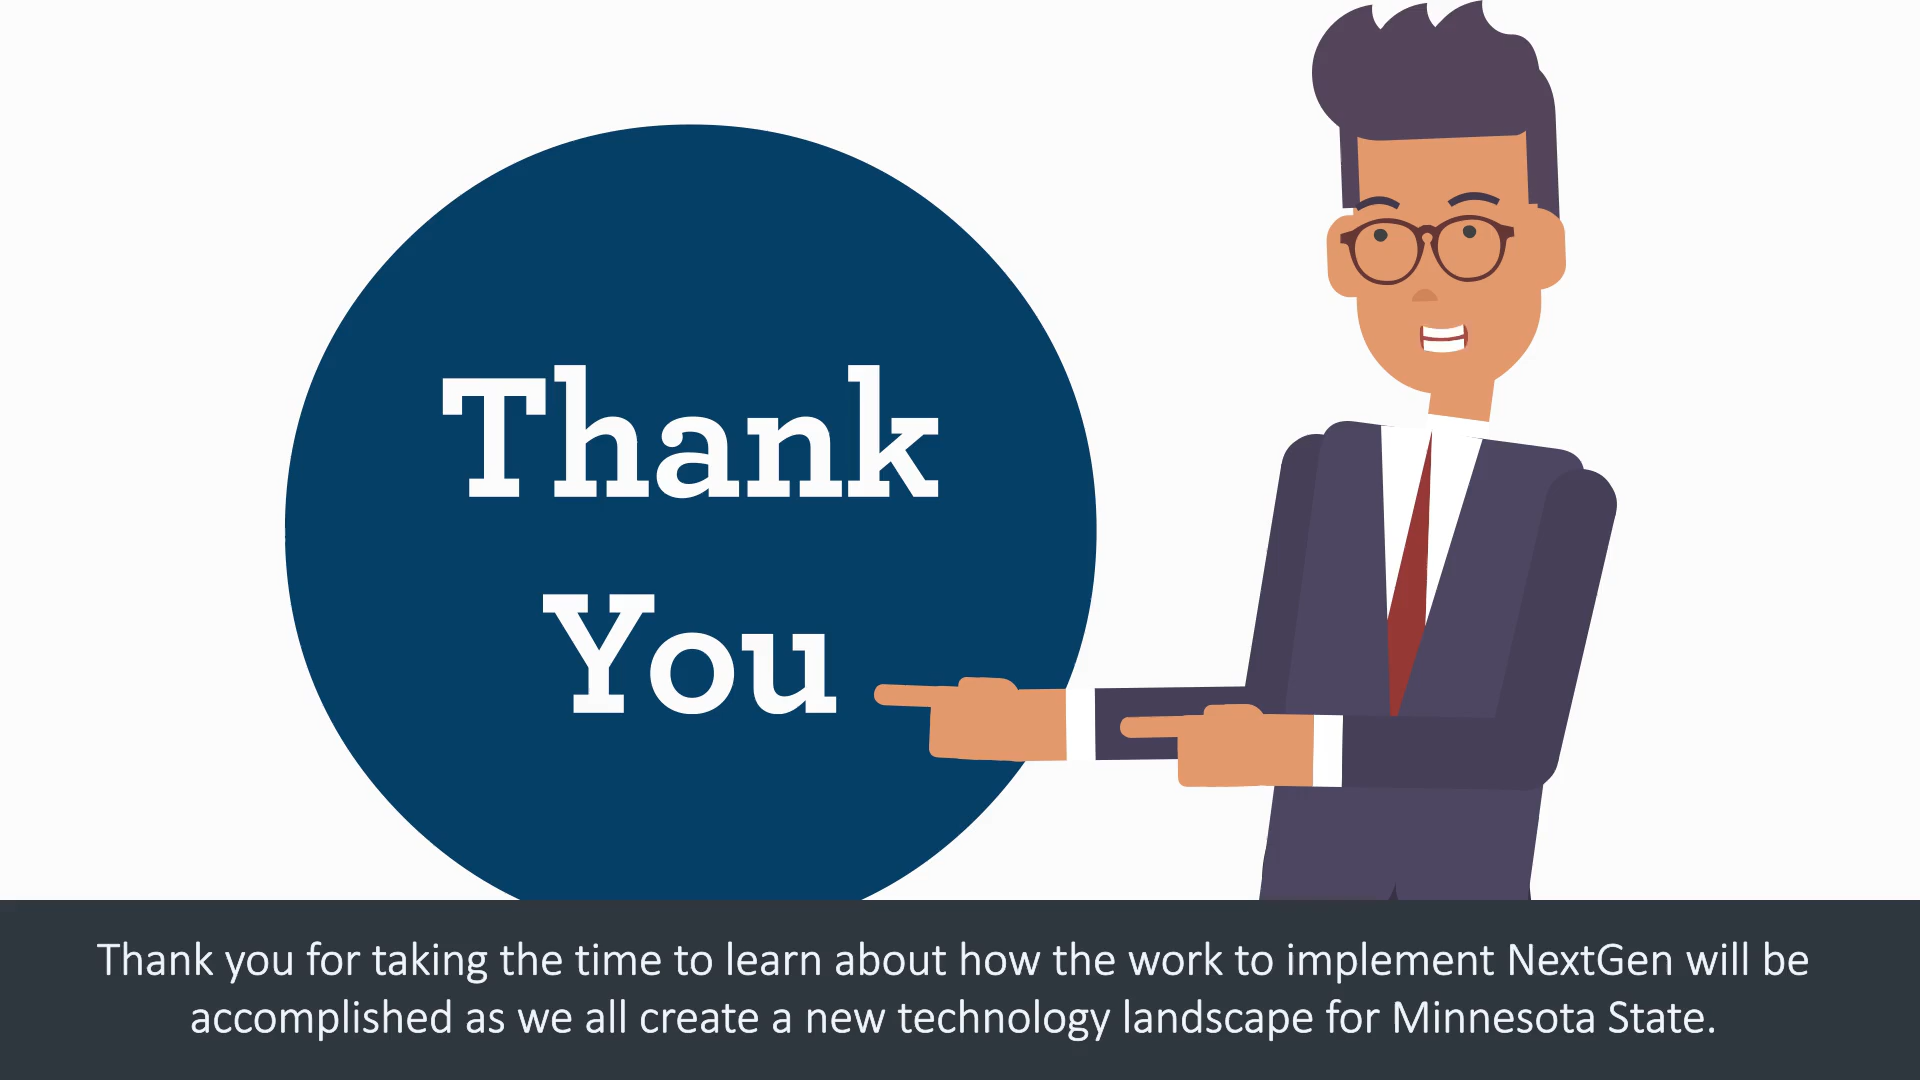 Thank
You
Thank you for taking the time to learn about how the work to implement NextGen will be
accomplished as we all create a new technology landscape for Minnesota State.